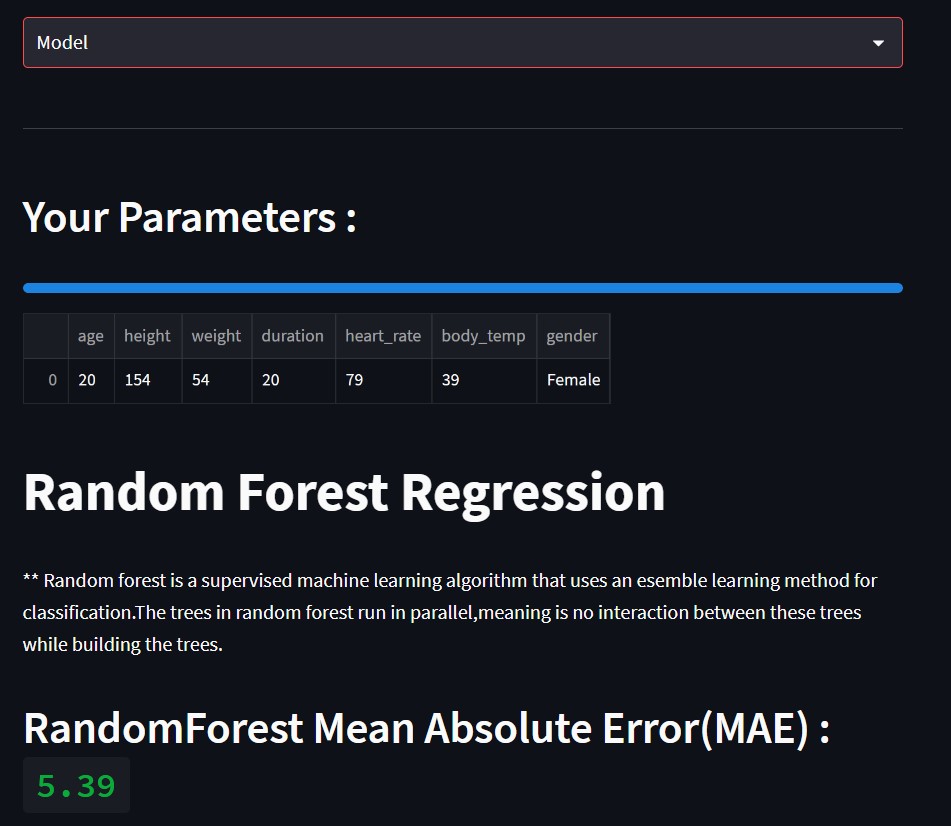 Model
Your Parameters :
age height weight duration heart_rate body_temp gender
0 20 154 54 20 79 39 Female
Random Forest Regression
** Random forest is a supervised machine learning algorithm that uses an esemble learning method for
classification.The trees in random forest run in parallel,meaning is no interaction between these trees
while building the trees.
RandomForest Mean Absolute Error(MAE) :
5.39